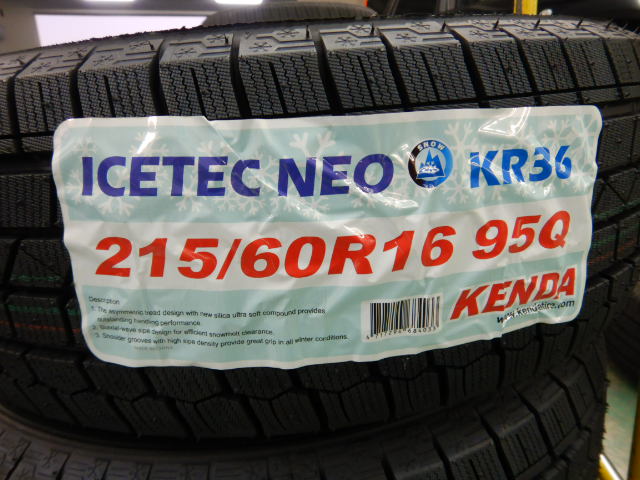 ICETEC NEO SNOW KR36
215/60R16 95Q
KENDA
www.kendatire.com
Description
1. The asymmetric tread design with new silica ultra soft compound provides
outstanding handling performance.
2. Biaxial-wave sipe design for efficient snowmelt clearance.
3. Shoulder grooves with high sipe density provide great grip in all winter conditions.